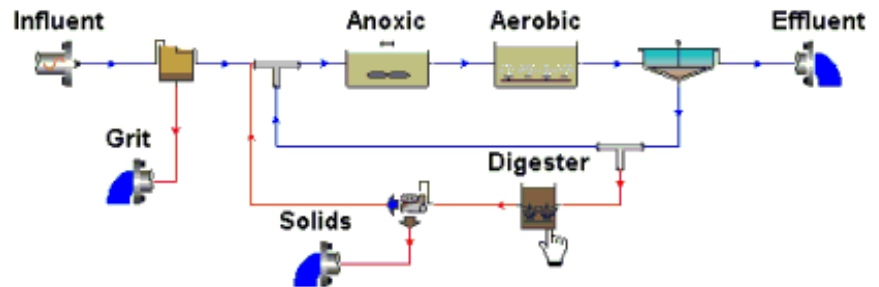 Influent
Anoxic
Aerobic
Effluent
Grit
Digester
Solids